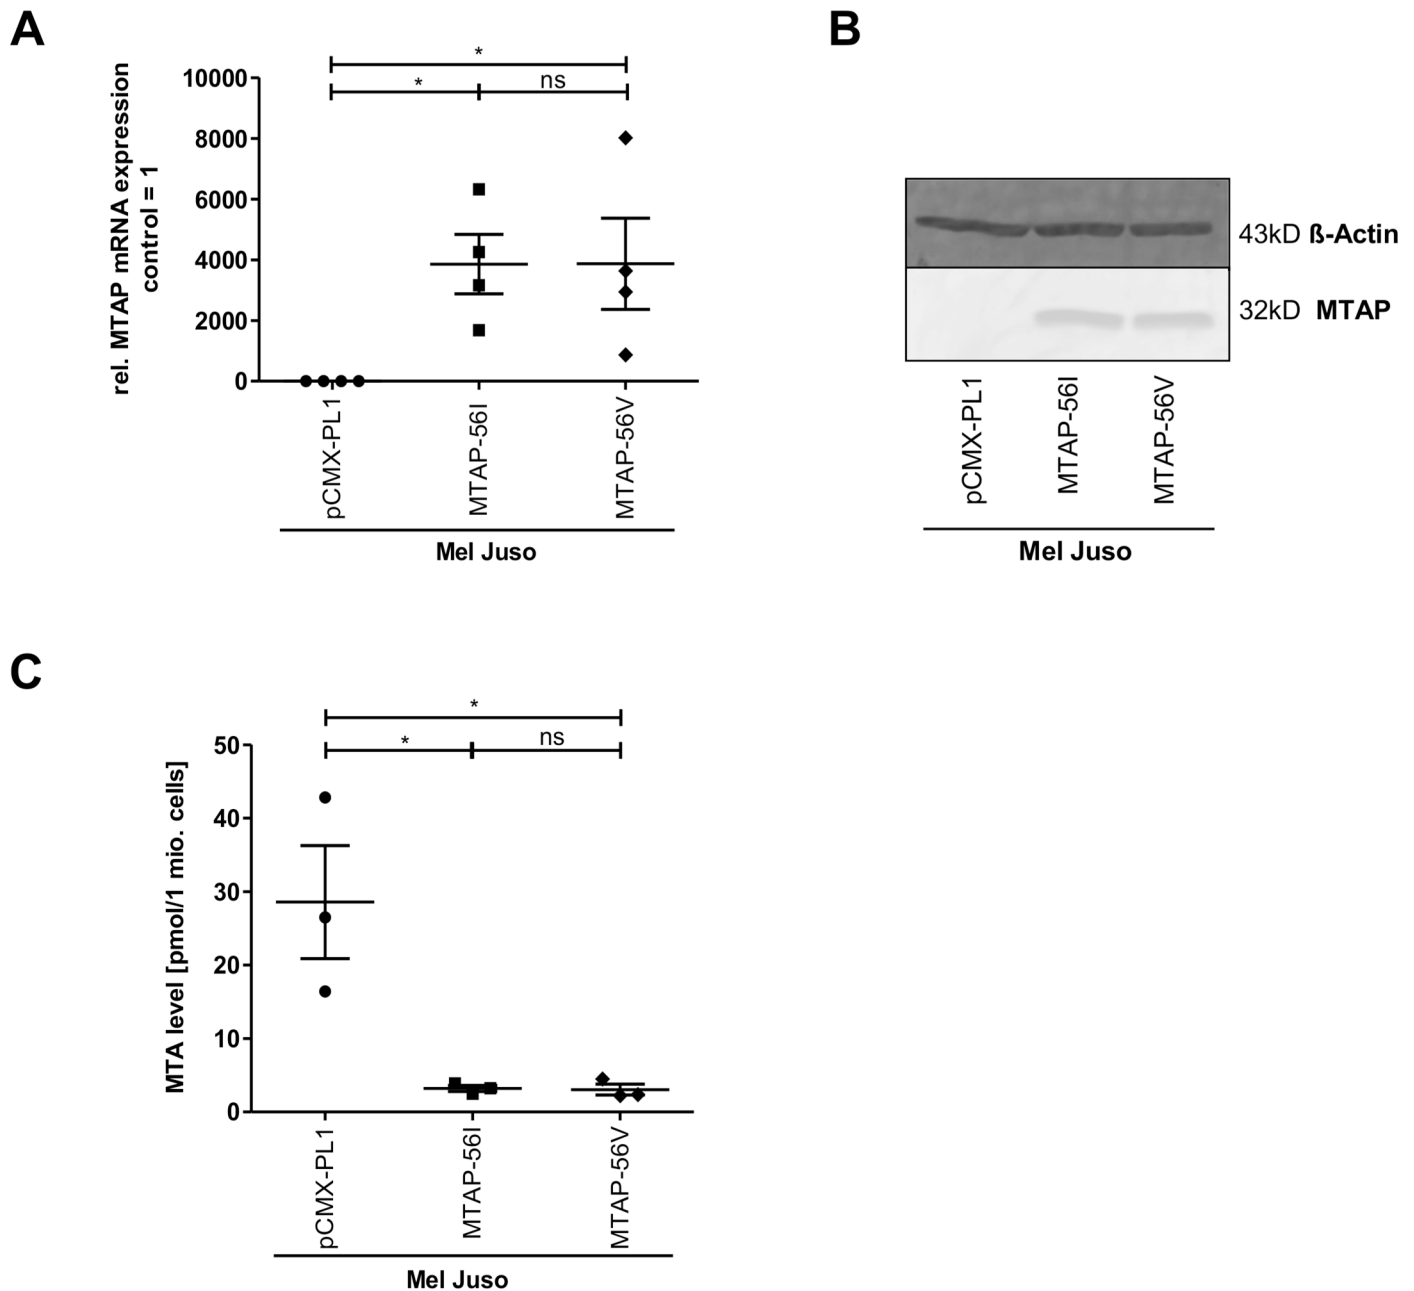 A
rel. MTAP mRNA expression
control = 1
10000
8000
6000
4000
2000
0
*
*
ns
pCMX-PL1
MTAP-56I
MTAP-56V
Mel Juso
B
43kD ß-Actin
32kD MTAP
pCMX-PL1
MTAP-56I
MTAP-56V
Mel Juso
C
MTA level [pmol/1 mio. cells]
50
40
30
20
10
0
*
*
ns
pCMX-PL1
MTAP-56I
MTAP-56V
Mel Juso